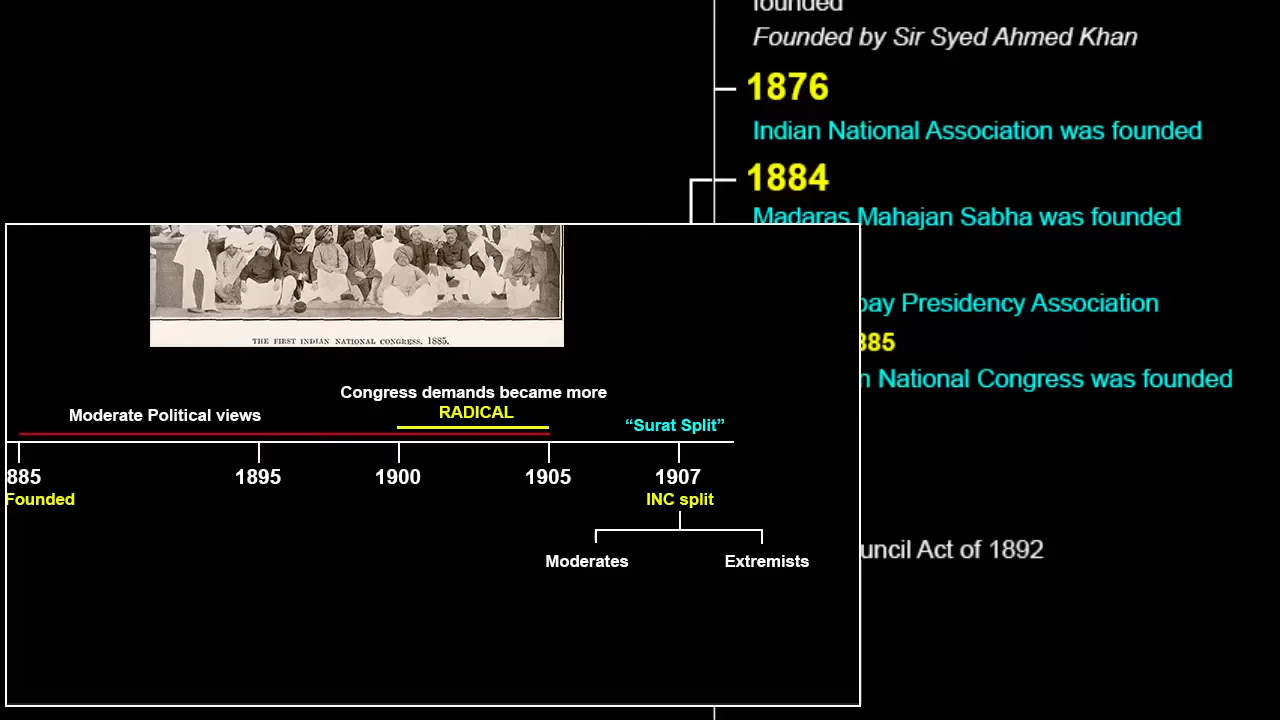 founded
Founded by Sir Syed Ahmed Khan
1876
Indian National Association was founded
1884
Madaras Mahajan Sabha was founded
bay Presidency Association
885
n National Congress was founded
uncil Act of 1892
THE FIRST INDIAN NATIONAL CONGRESS, 1885.
Congress demands became more
RADICAL
Moderate Political views
“Surat Split”
885
1895
1900
1905
1907
Founded
INC split
Moderates
Extremists